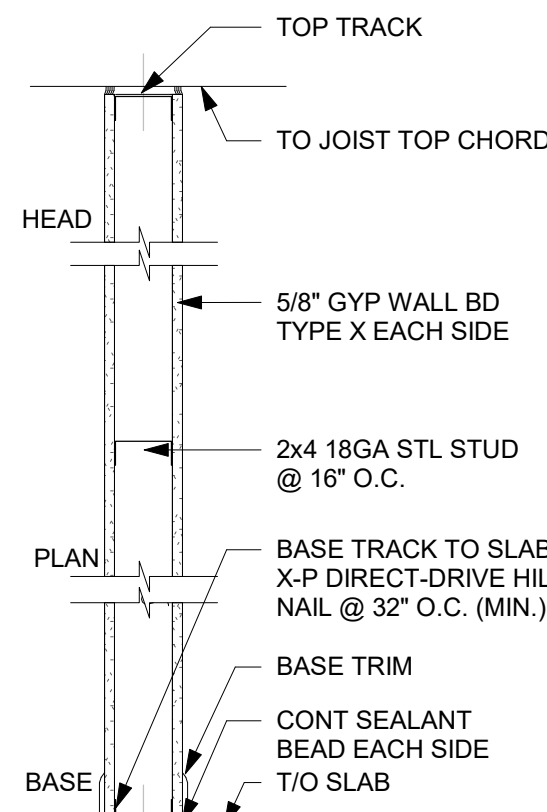 TOP TRACK
TO JOIST TOP CHORD
HEAD
5/8" GYP WALL BD
TYPE X EACH SIDE
2x4 18GA STL STUD
@ 16" O.C.
PLAN
BASE TRACK TO SLAB
X-P DIRECT-DRIVE HIL
NAIL @ 32" O.C. (MIN.)
BASE TRIM
CONT SEALANT
BEAD EACH SIDE
BASE
T/O SLAB